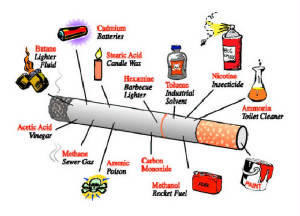 Cadmium
Batteries
Butane
Lighter
Fluid
Stearic Acid
Candle Wax
Hexamine
Barbecue
Lighter
Toluene
Industrial
Solvent
Nicotine
Insecticide
Ammonia
Toilet Cleaner
Acetic Acid
Vinegar
Methane
Sewer Gas
Arsenic
Poison
Carbon
Monoxide
Methanol
Rocket Fuel
PAINT